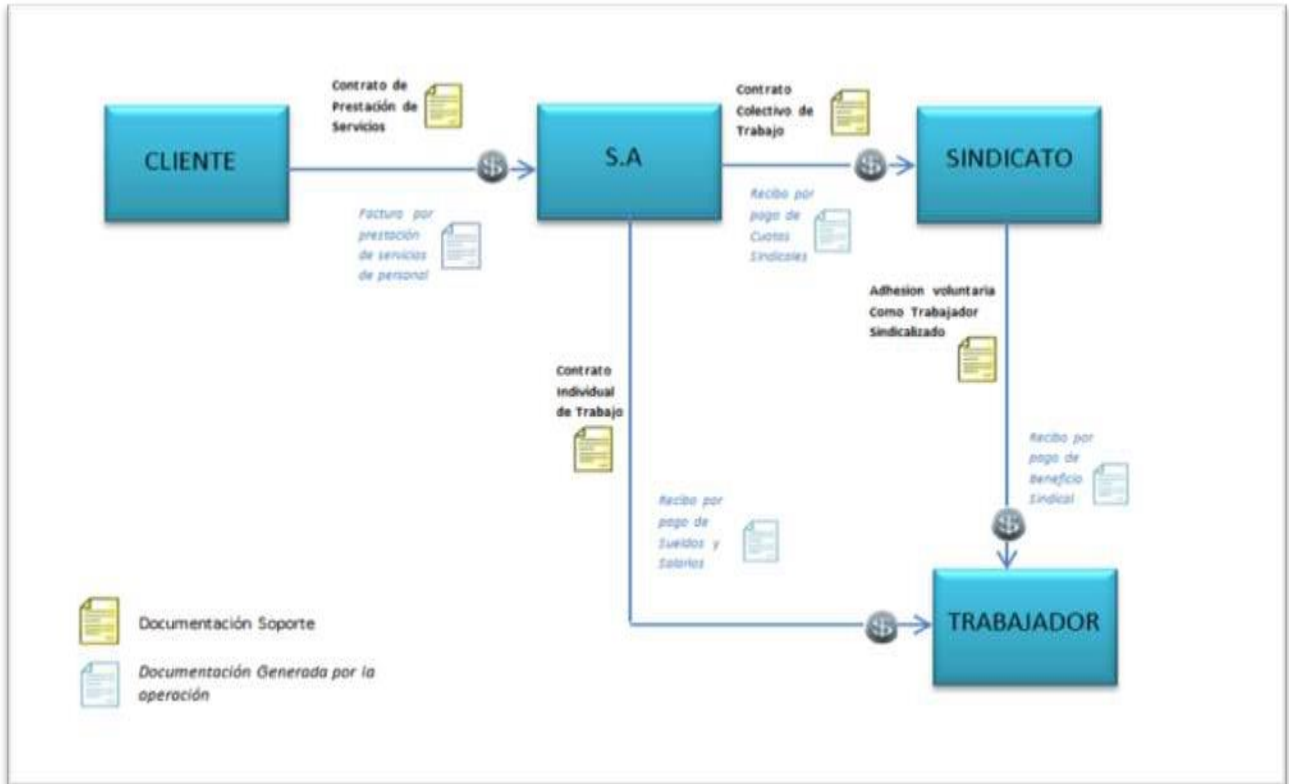 Contrato de
Prestación de
Servicios
Contrato
Colectivo de
Trabajo
CLIENTE
S.A
SINDICATO
Factura por
prestación
de servicios
de personal
Recibo por
pago de
Cuotas
Sindicales
Adhesion voluntaria
Como Trabajador
Sindicalizado
Contrato
Individual
de Trabajo
Recibo por
pago de
Beneficio
Sindical
Recibo por
pago de
Sueldos y
Salarios
TRABAJADOR
Documentación Soporte
Documentación Generada por la
operación